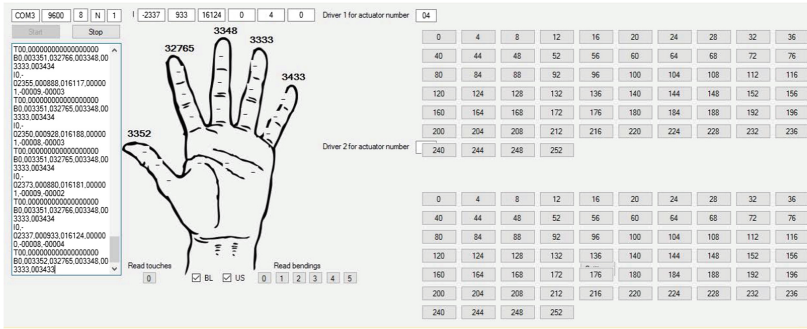 COM3 9600 8 N 1 I -2337 933 16124 0 4 0 Driver 1 for actuator number 04
Start Stop
T00,000000000000000000
B0,003351,032766,003348,00
3333,003434
I0,-
02355,000888,016117,00000
1,-00009,-00003
T00,000000000000000000
B0,003351,032765,003348,00
3333,003434
I0,-
02350,000928,016188,00000
1,-00008,-00003
T00,000000000000000000
B0,003351,032765,003348,00
3333,003434
I0,-
02373,000880,016181,00000
1,-00009,-00002
T00,000000000000000000
B0,003351,032766,003348,00
3333,003434
I0,-
02337,000933,016124,00000
0,-00008,-00004
T00,000000000000000000
B0,003352,032765,003348,00
3333,003433
3348
32765
3333
3433
3352
Read touches
0
BL US
Read bendings
0 1 2 3 4 5
0 4 8 12 16 20 24 28 32 36
40 44 48 52 56 60 64 68 72 76
80 84 88 92 96 100 104 108 112 116
120 124 128 132 136 140 144 148 152 156
160 164 168 172 176 180 184 188 192 196
200 204 208 212 216 220 224 228 232 236
Driver 2 for actuator number
240 244 248 252
0 4 8 12 16 20 24 28 32 36
40 44 48 52 56 60 64 68 72 76
80 84 88 92 96 100 104 108 112 116
120 124 128 132 136 140 144 148 152 156
160 164 168 172 176 180 184 188 192 196
200 204 208 212 216 220 224 228 232 236
240 244 248 252